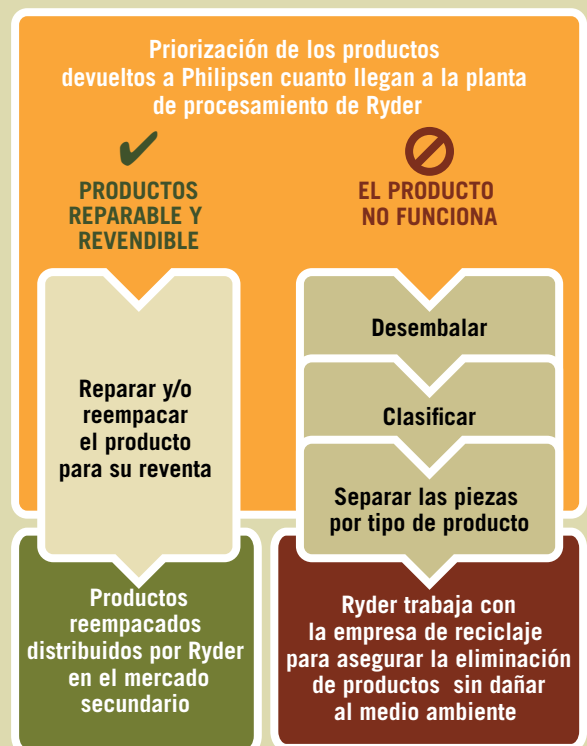 Priorización de los productos
devueltos a Philipsen cuanto llegan a la planta
de procesamiento de Ryder
PRODUCTOS
REPARABLE Y
REVENDIBLE
EL PRODUCTO
NO FUNCIONA
Reparar y/o
reempacar
el producto
para su reventa
Desembalar
Clasificar
Separar las piezas
por tipo de producto
Productos
reempacados
distribuidos por Ryder
en el mercado
secundario
Ryder trabaja con
la empresa de reciclaje
para asegurar la eliminación
de productos sin dañar
al medio ambiente